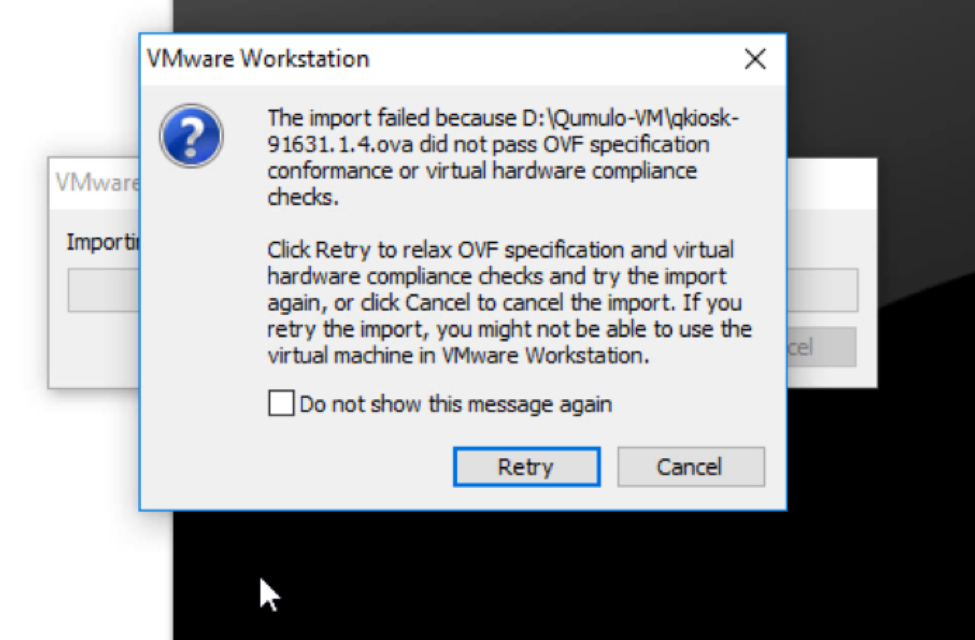 VMware Workstation
The import failed because D:\Qumulo-VM\qkiosk-
91631.1.4.ova did not pass OVF specification
conformance or virtual hardware compliance
checks.
Click Retry to relax OVF specification and virtual
hardware compliance checks and try the import
again, or click Cancel to cancel the import. If you
retry the import, you might not be able to use the
virtual machine in VMware Workstation.
Do not show this message again
Retry
Cancel
VMware
Importi
cel